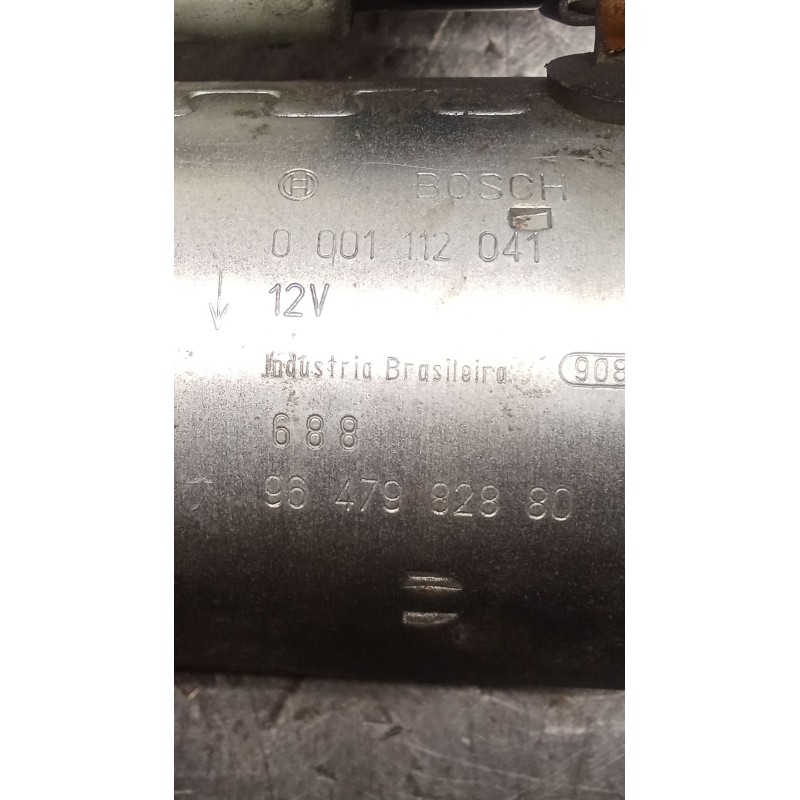 BOSCH
0 001 112 041
12V
Industria Brasileira
908
688
96 479 828 80